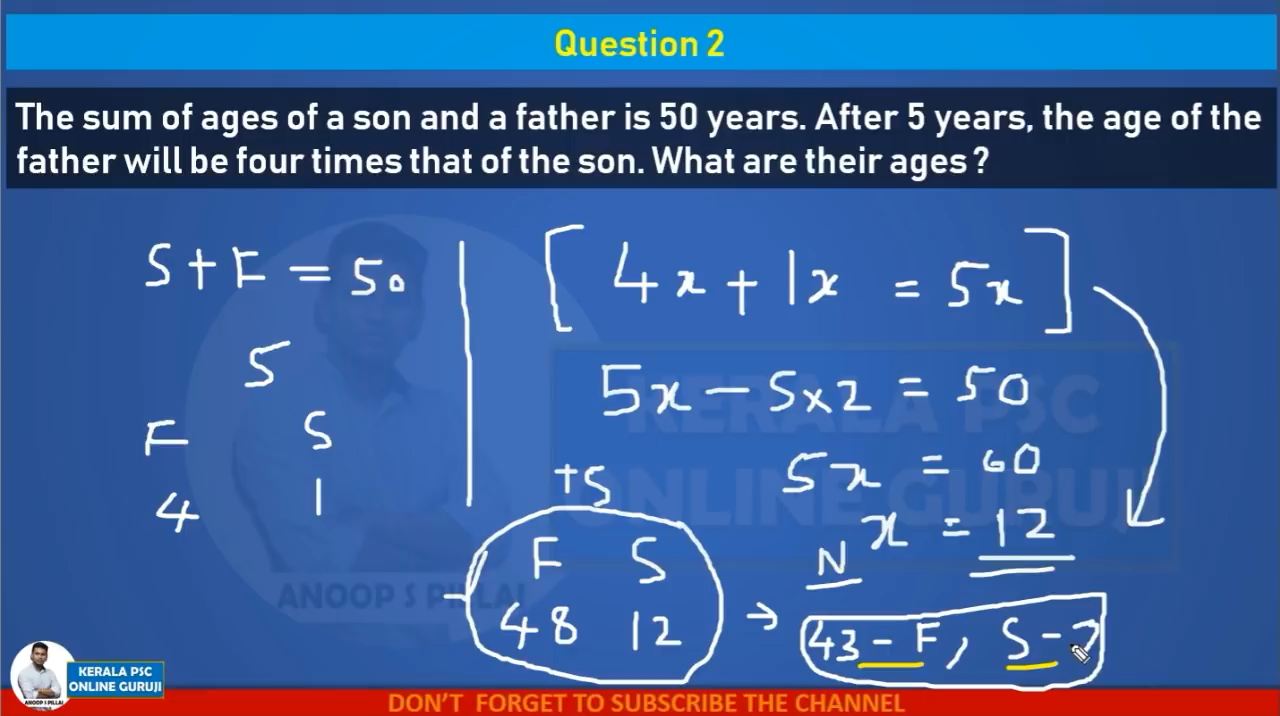 Question 2
The sum of ages of a son and a father is 50 years. After 5 years, the age of the
father will be four times that of the son. What are their ages?
S+F = 50
5
F S
4 1
[4x + 1x = 5x]
5x - 5x2 = 50
5x = 60
x = 12
+5
F S
48 12
→
N
43 - F, S - 7
KERALA PSC
ONLINE GURUJI
ANOOP S PILLAI
KERALA PSC
ONLINE GURUJI
ANOOP S PILLAI
DON'T FORGET TO SUBSCRIBE THE CHANNEL